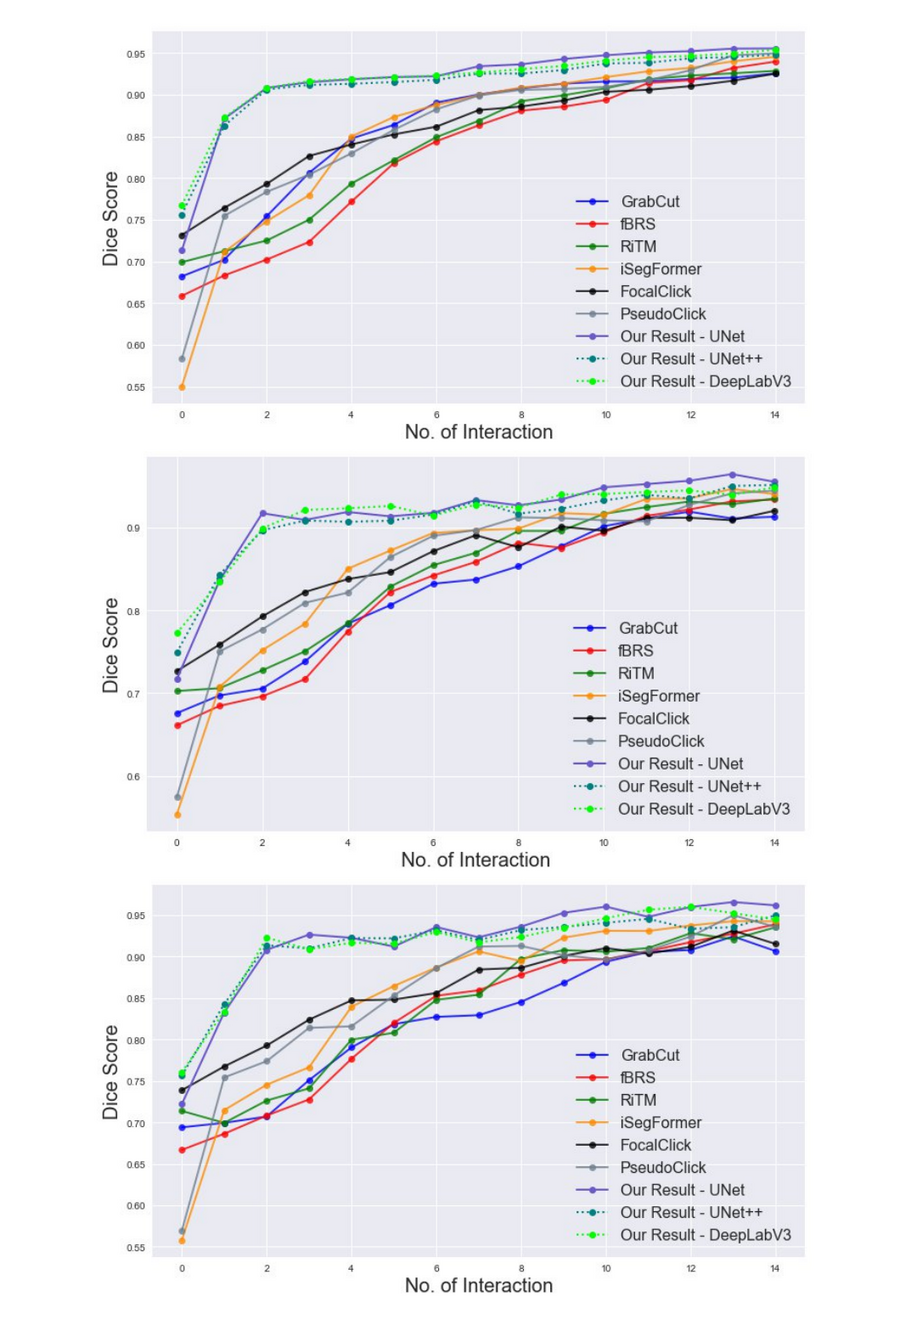 0.95
0.90
0.85
0.80
0.75
0.70
0.65
0.60
0.55
Dice Score
GrabCut
fBRS
RiTM
iSegFormer
FocalClick
PseudoClick
Our Result - UNet
Our Result - UNet++
Our Result - DeepLabV3
0 2 4 6 8 10 12 14
No. of Interaction
0.9
0.8
0.7
0.6
Dice Score
GrabCut
fBRS
RiTM
iSegFormer
FocalClick
PseudoClick
Our Result - UNet
Our Result - UNet++
Our Result - DeepLabV3
0 2 4 6 8 10 12 14
No. of Interaction
0.95
0.90
0.85
0.80
0.75
0.70
0.65
0.60
0.55
Dice Score
GrabCut
fBRS
RiTM
iSegFormer
FocalClick
PseudoClick
Our Result - UNet
Our Result - UNet++
Our Result - DeepLabV3
0 2 4 6 8 10 12 14
No. of Interaction